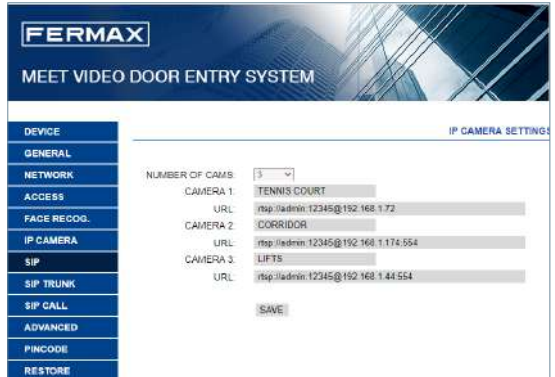 FERMAX
MEET VIDEO DOOR ENTRY SYSTEM
DEVICE
GENERAL
NETWORK
ACCESS
FACE RECOG.
IP CAMERA
SIP
SIP TRUNK
SIP CALL
ADVANCED
PINCODE
RESTORE
IP CAMERA SETTINGS
NUMBER OF CAMS: 3
CAMERA 1: TENNIS COURT
URL: rtsp://admin:12345@192.168.1.72
CAMERA 2: CORRIDOR
URL: rtsp://admin:12345@192.168.1.174:554
CAMERA 3: LIFTS
URL: rtsp://admin:12345@192.168.1.44:554
SAVE